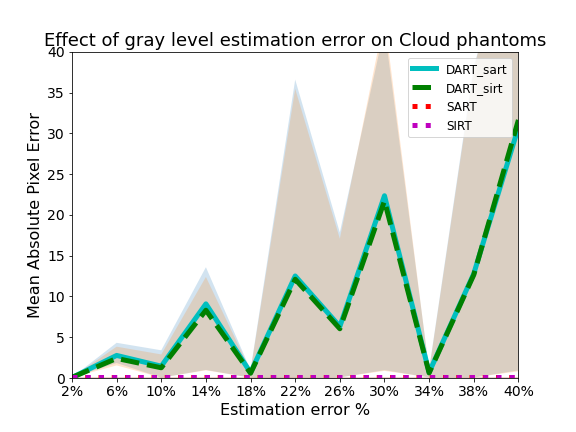 Effect of gray level estimation error on Cloud phantoms
40
35
30
25
20
15
10
5
0
Mean Absolute Pixel Error
DART_sart
DART_sirt
SART
SIRT
2% 6% 10% 14% 18% 22% 26% 30% 34% 38% 40%
Estimation error %